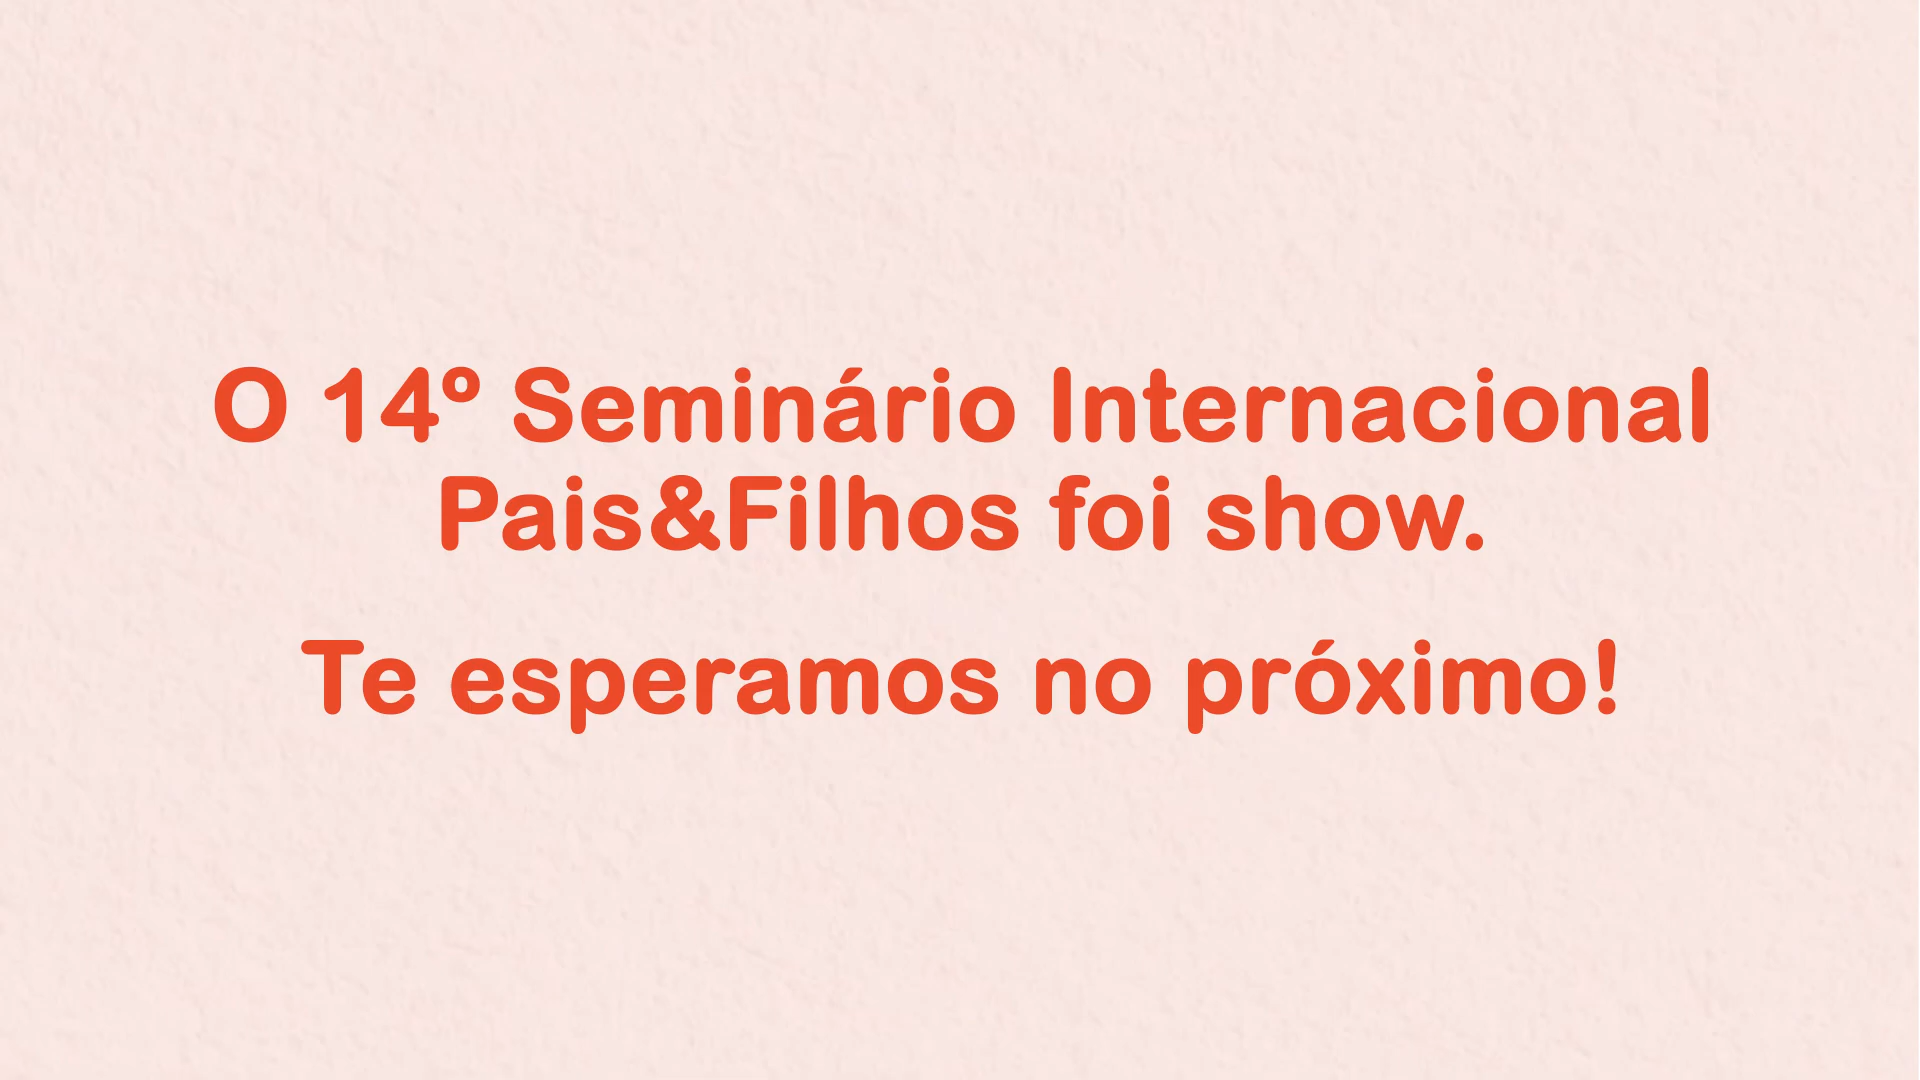 O 14º Seminário Internacional
Pais&Filhos foi show.
Te esperamos no próximo!